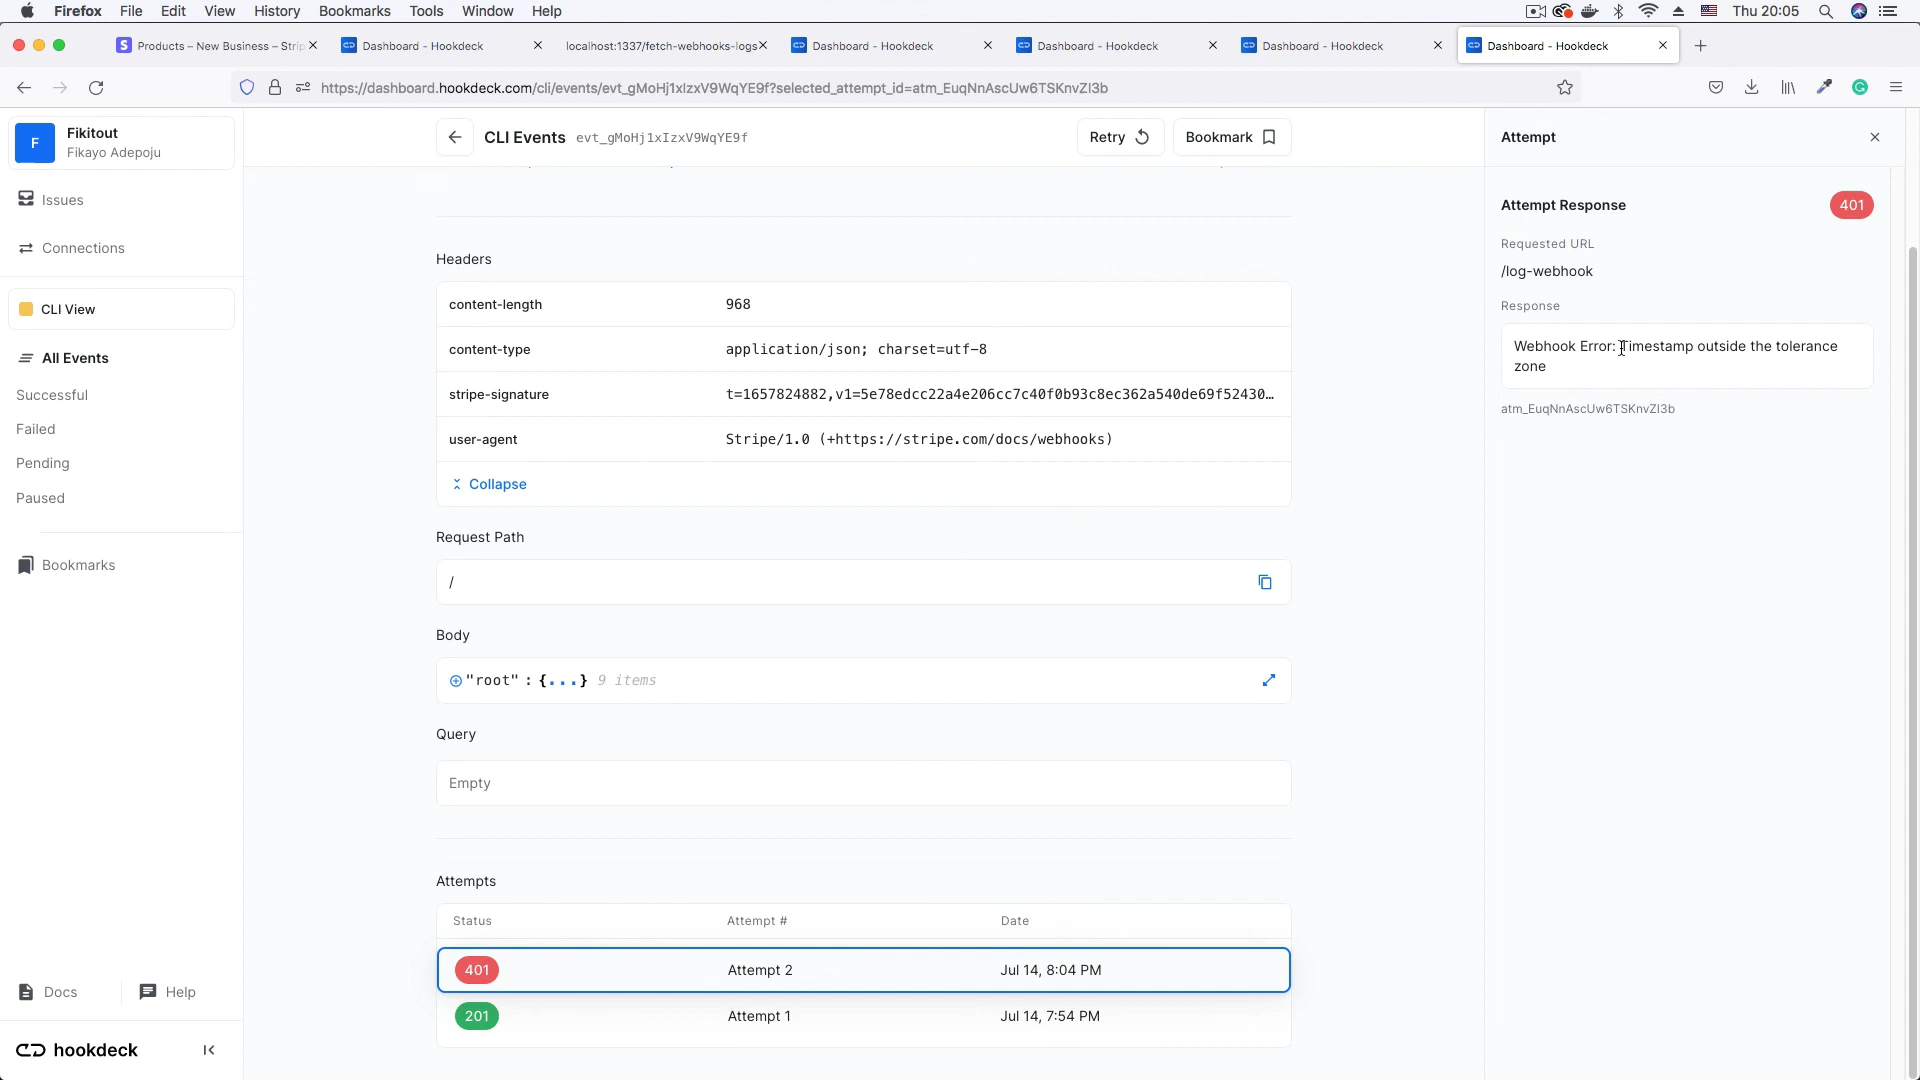 Firefox File Edit View History Bookmarks Tools Window Help Thu 20:05
Products – New Business – Strip
Dashboard - Hookdeck
localhost:1337/fetch-webhooks-logs
Dashboard - Hookdeck
Dashboard - Hookdeck
Dashboard - Hookdeck
Dashboard - Hookdeck
https://dashboard.hookdeck.com/cli/events/evt_gMoHj1xIzxV9WqYE9f?selected_attempt_id=atm_EuqNnAscUw6TSKnvZI3b
F
Fikitout
Fikayo Adepoju
Issues
Connections
CLI View
All Events
Successful
Failed
Pending
Paused
Bookmarks
Docs
Help
hookdeck
CLI Events evt_gMoHj1xIzxV9WqYE9f
Retry
Bookmark
Headers
content-length 968
content-type application/json; charset=utf-8
stripe-signature t=1657824882,v1=5e78edcc22a4e206cc7c40f0b93c8ec362a540de69f52430…
user-agent Stripe/1.0 (+https://stripe.com/docs/webhooks)
Collapse
Request Path
/
Body
"root" : {...} 9 items
Query
Empty
Attempts
Status Attempt # Date
401 Attempt 2 Jul 14, 8:04 PM
201 Attempt 1 Jul 14, 7:54 PM
Attempt
Attempt Response 401
Requested URL
/log-webhook
Response
Webhook Error: Timestamp outside the tolerance
zone
atm_EuqNnAscUw6TSKnvZI3b